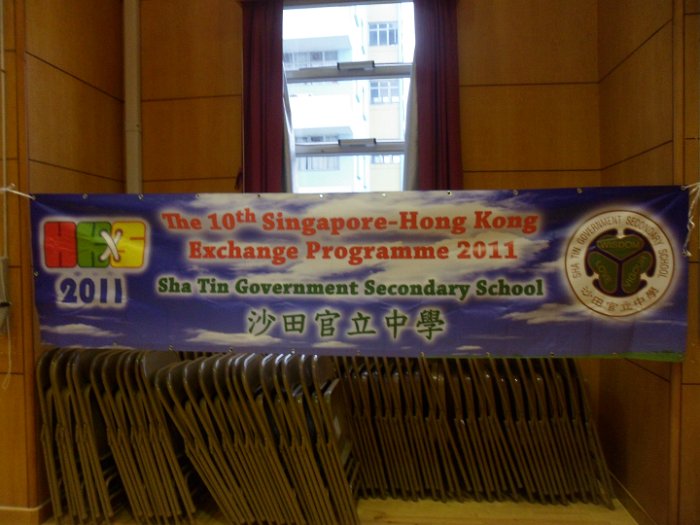 The 10th Singapore-Hong Kong
Exchange Programme 2011
Sha Tin Government Secondary School
沙田官立中學
2011
SHA TIN GOVERNMENT SECONDARY SCHOOL
WISDOM
沙田官立中學